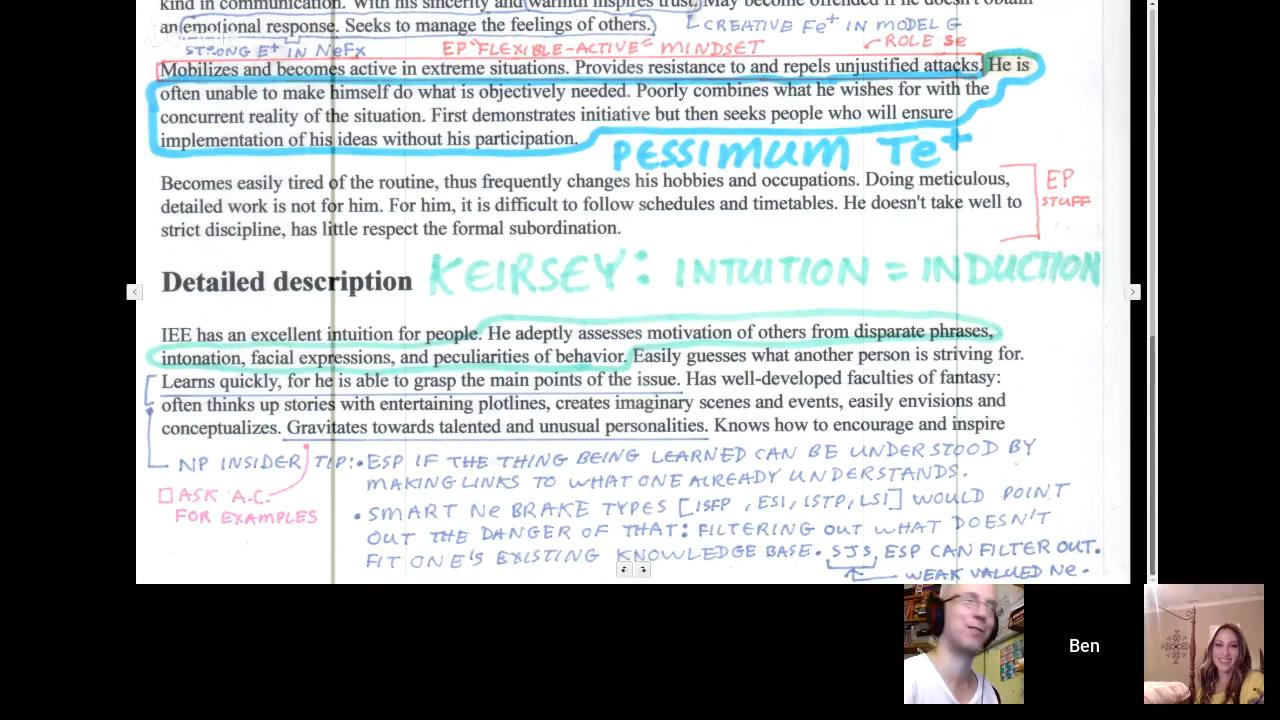 kind in communication. With his sincerity and warmful inspires trust. May become offended if he doesn't obtain
an emotional response. Seeks to manage the feelings of others.
CREATIVE Fe+ IN MODEL G
STRONG E+ IN NeFx
EP "FLEXIBLE-ACTIVE" MINDSET
ROLE Se
Mobilizes and becomes active in extreme situations. Provides resistance to and repels unjustified attacks. He is
often unable to make himself do what is objectively needed. Poorly combines what he wishes for with the
concurrent reality of the situation. First demonstrates initiative but then seeks people who will ensure
implementation of his ideas without his participation.
PESSIMUM Te+
Becomes easily tired of the routine, thus frequently changes his hobbies and occupations. Doing meticulous,
detailed work is not for him. For him, it is difficult to follow schedules and timetables. He doesn't take well to
strict discipline, has little respect the formal subordination.
EP
STUFF
Detailed description
KEIRSEY: INTUITION = INDUCTION
IEE has an excellent intuition for people. He adeptly assesses motivation of others from disparate phrases,
intonation, facial expressions, and peculiarities of behavior. Easily guesses what another person is striving for.
Learns quickly, for he is able to grasp the main points of the issue. Has well-developed faculties of fantasy:
often thinks up stories with entertaining plotlines, creates imaginary scenes and events, easily envisions and
conceptualizes. Gravitates towards talented and unusual personalities. Knows how to encourage and inspire
NP INSIDER TIP: • ESP IF THE THING BEING LEARNED CAN BE UNDERSTOOD BY
MAKING LINKS TO WHAT ONE ALREADY UNDERSTANDS.
ASK A.C.
FOR EXAMPLES
• SMART Ne BRAKE TYPES [ISFP, ESI, ISTP, LSI] WOULD POINT
OUT THE DANGER OF THAT: FILTERING OUT WHAT DOESN'T
FIT ONE'S EXISTING KNOWLEDGE BASE. SJS, ESP CAN FILTER OUT.
WEAK VALUED Ne.
Ben